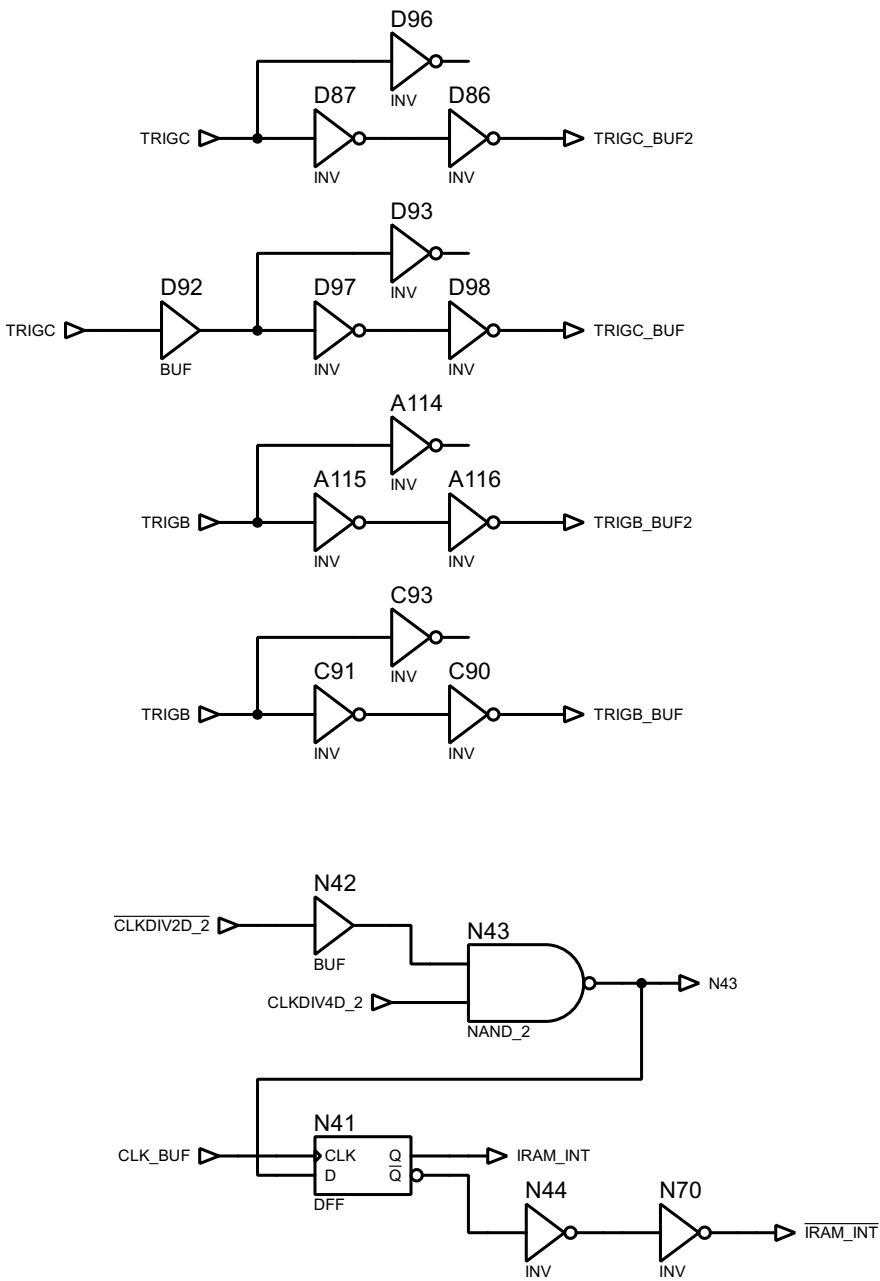 D96
INV
D87
D86
TRIGC
TRIGC_BUF2
INV
INV
D93
INV
D92
D97
D98
TRIGC
TRIGC_BUF
BUF
INV
INV
A114
INV
A115
A116
TRIGB
TRIGB_BUF2
INV
INV
C93
INV
C91
C90
TRIGB
TRIGB_BUF
INV
INV
N42
CLKDIV2D_2
BUF
N43
CLKDIV4D_2
N43
NAND_2
N41
CLK_BUF
CLK
Q
IRAM_INT
D
Q
DFF
N44
N70
IRAM_INT
INV
INV